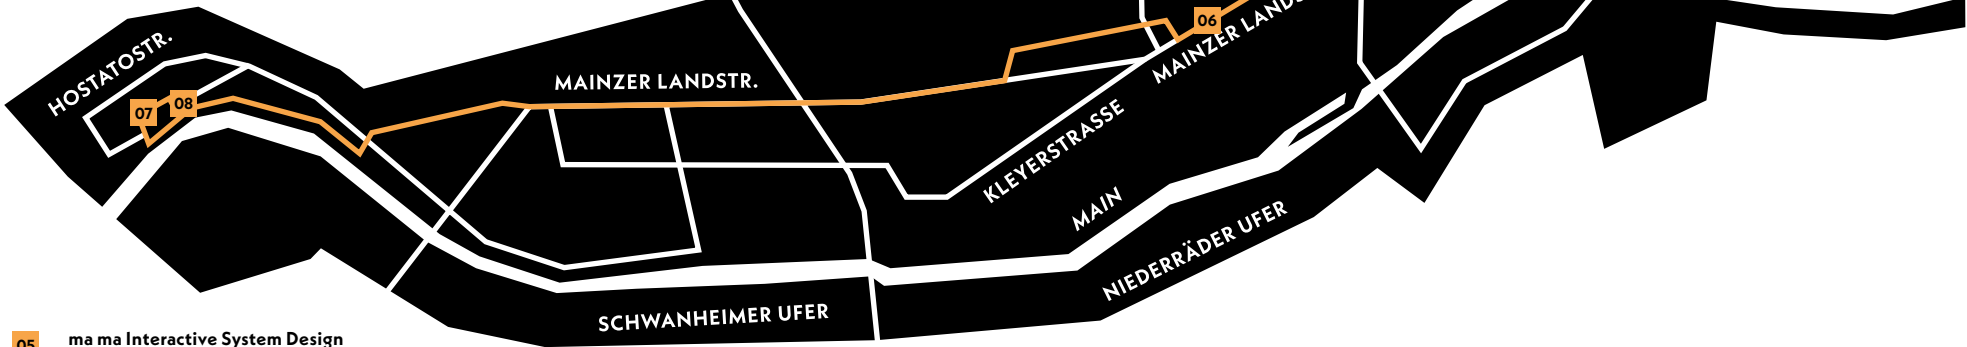 06
HOSTATOSTR.
MAINZER LANDSTR.
MAINZER LANDS
07
08
KLEYERSTRASSE
MAIN
NIEDERRÄDER UFER
SCHWANHEIMER UFER
05 ma ma Interactive System Design